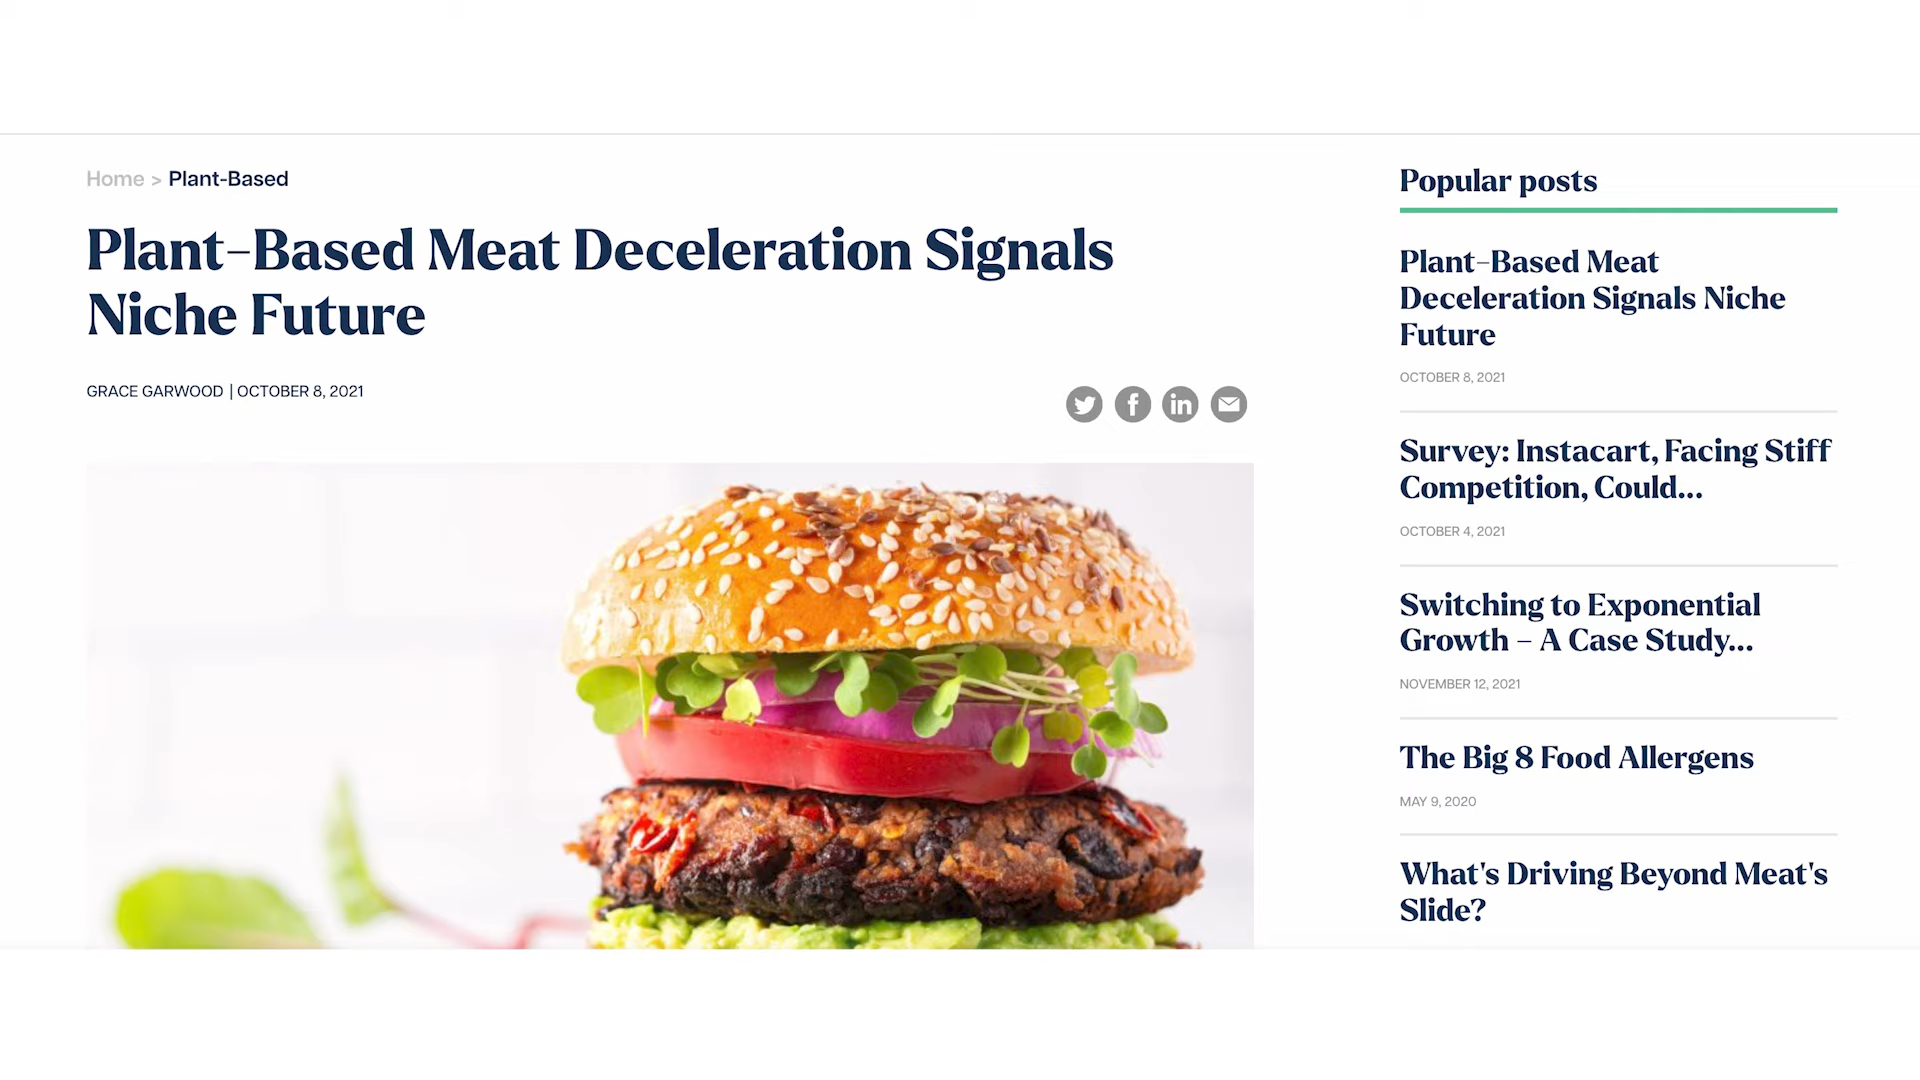 Home > Plant-Based
Plant-Based Meat Deceleration Signals
Niche Future
GRACE GARWOOD | OCTOBER 8, 2021
Popular posts
Plant-Based Meat
Deceleration Signals Niche
Future
OCTOBER 8, 2021
Survey: Instacart, Facing Stiff
Competition, Could...
OCTOBER 4, 2021
Switching to Exponential
Growth – A Case Study...
NOVEMBER 12, 2021
The Big 8 Food Allergens
MAY 9, 2020
What's Driving Beyond Meat's
Slide?